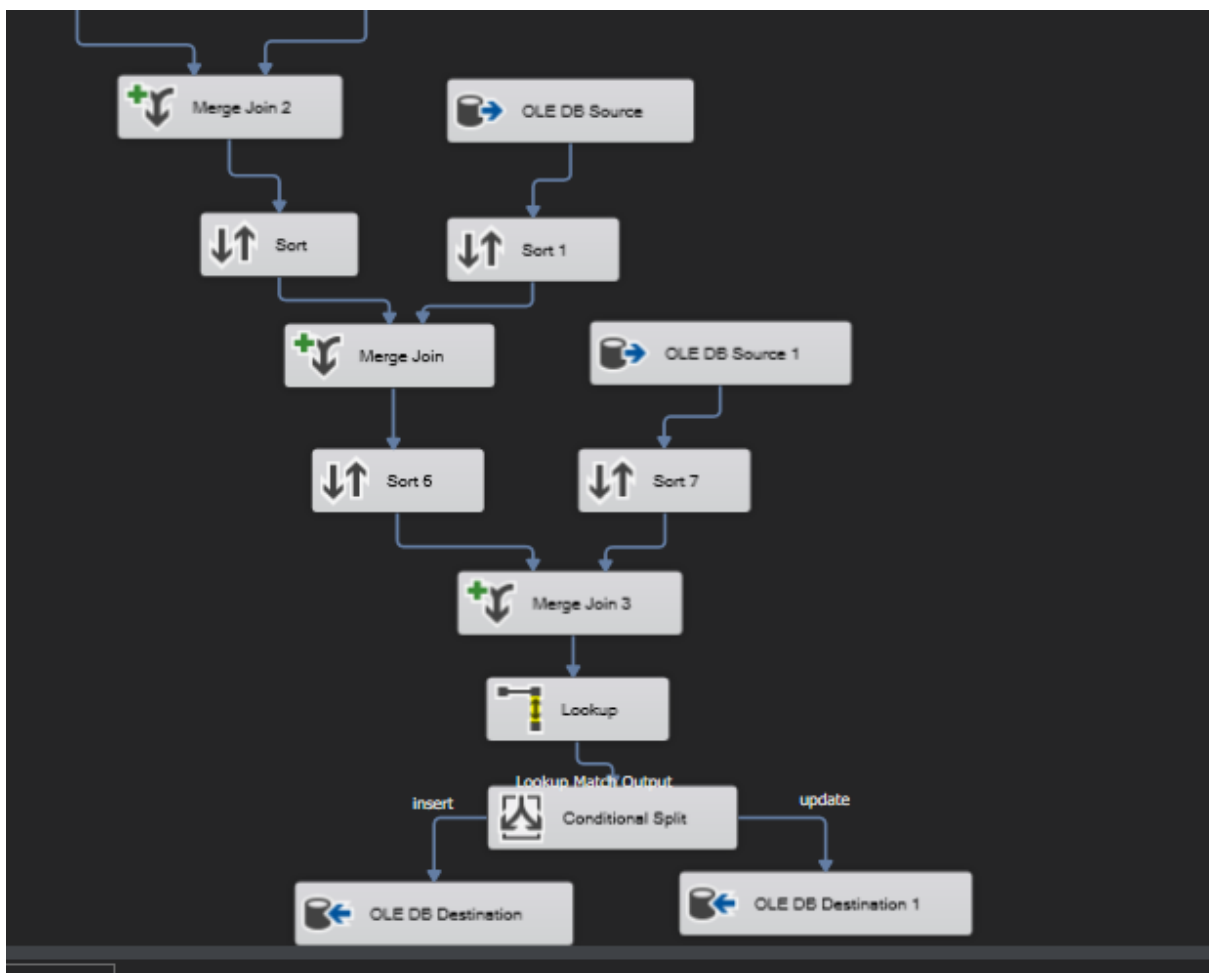 Merge Join 2
OLE DB Source
Sort
Sort 1
Merge Join
OLE DB Source 1
Sort 6
Sort 7
Merge Join 3
Lookup
Lookup Match Output
insert
update
Conditional Split
OLE DB Destination
OLE DB Destination 1